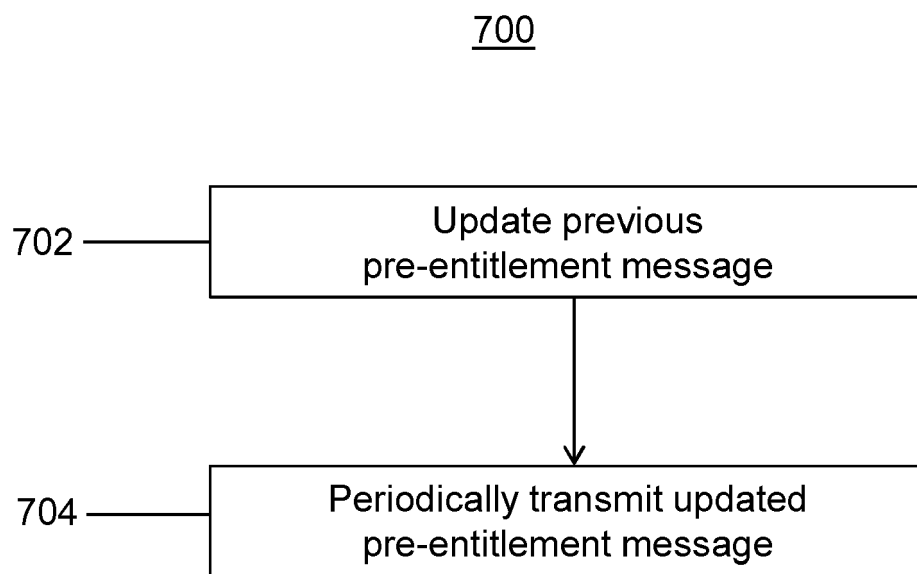 700
702
Update previous
pre-entitlement message
704
Periodically transmit updated
pre-entitlement message